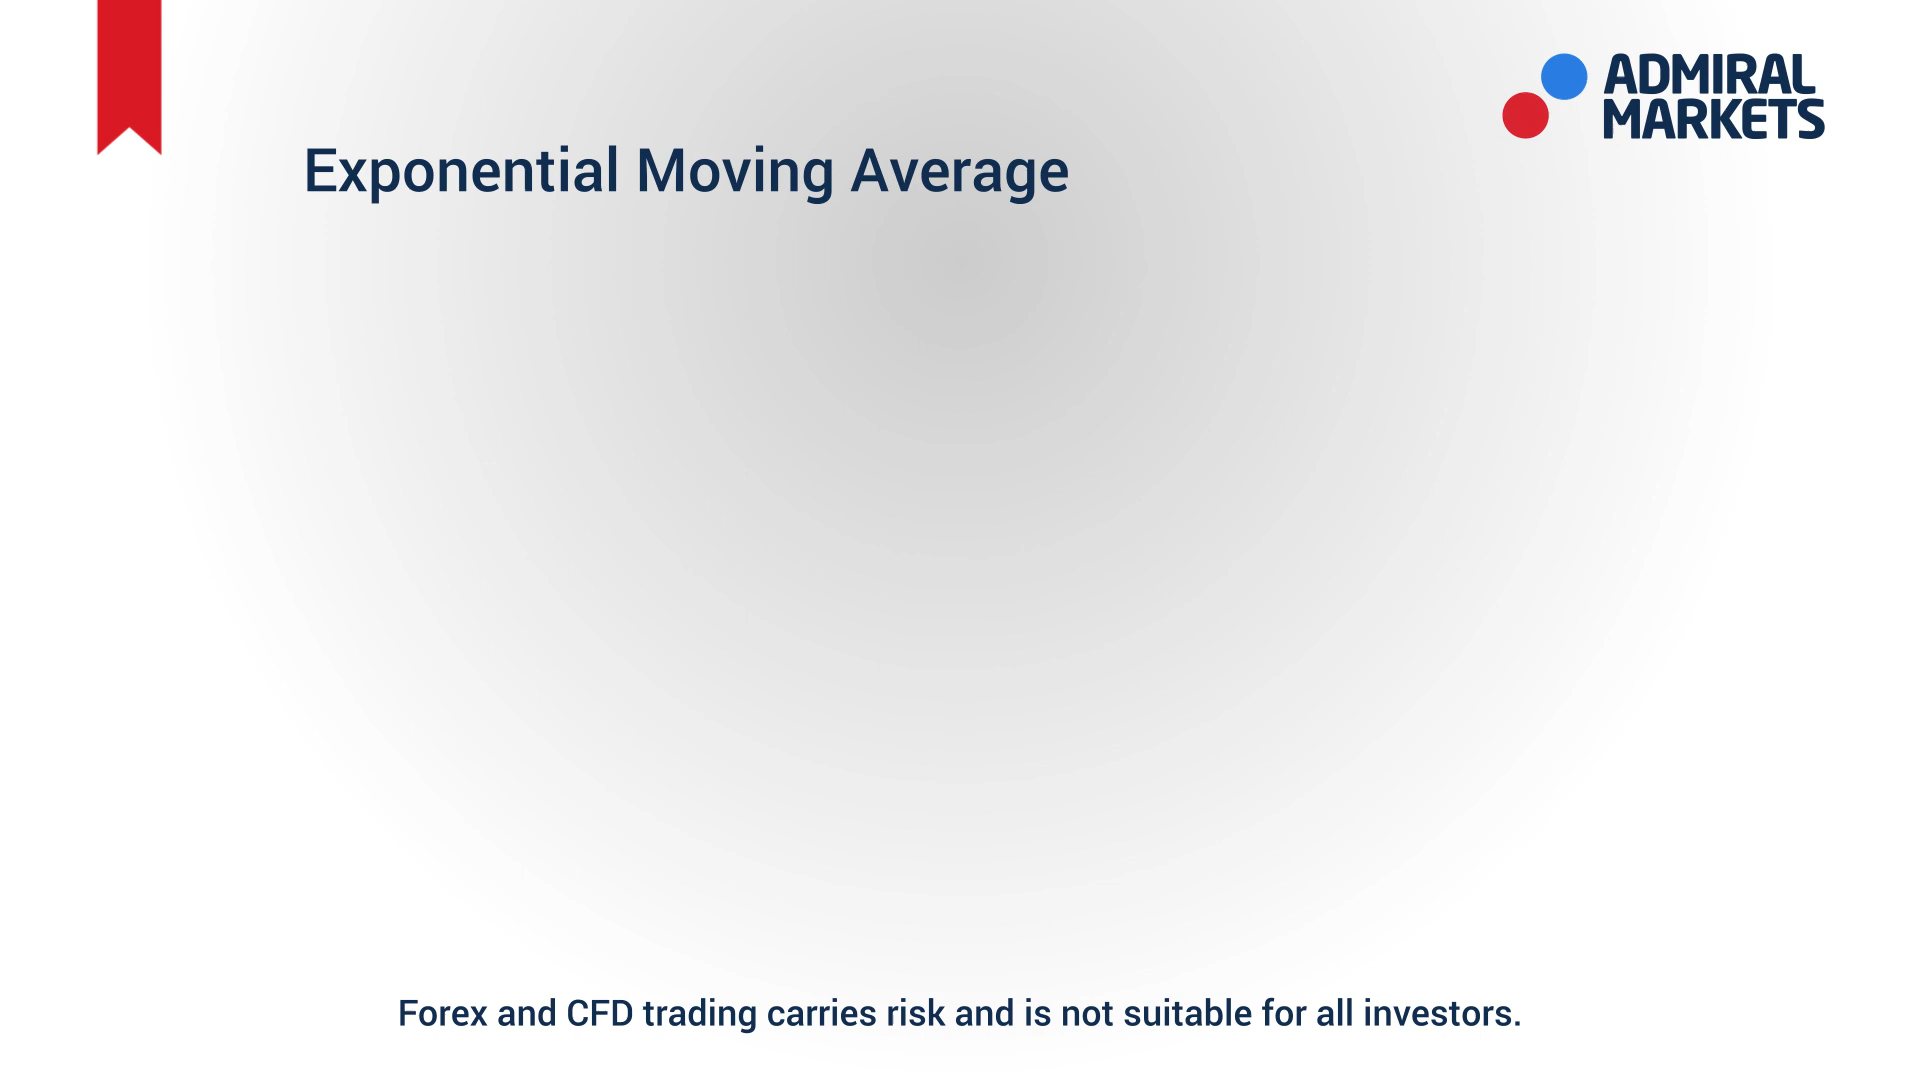 ADMIRAL
MARKETS
Exponential Moving Average
Forex and CFD trading carries risk and is not suitable for all investors.